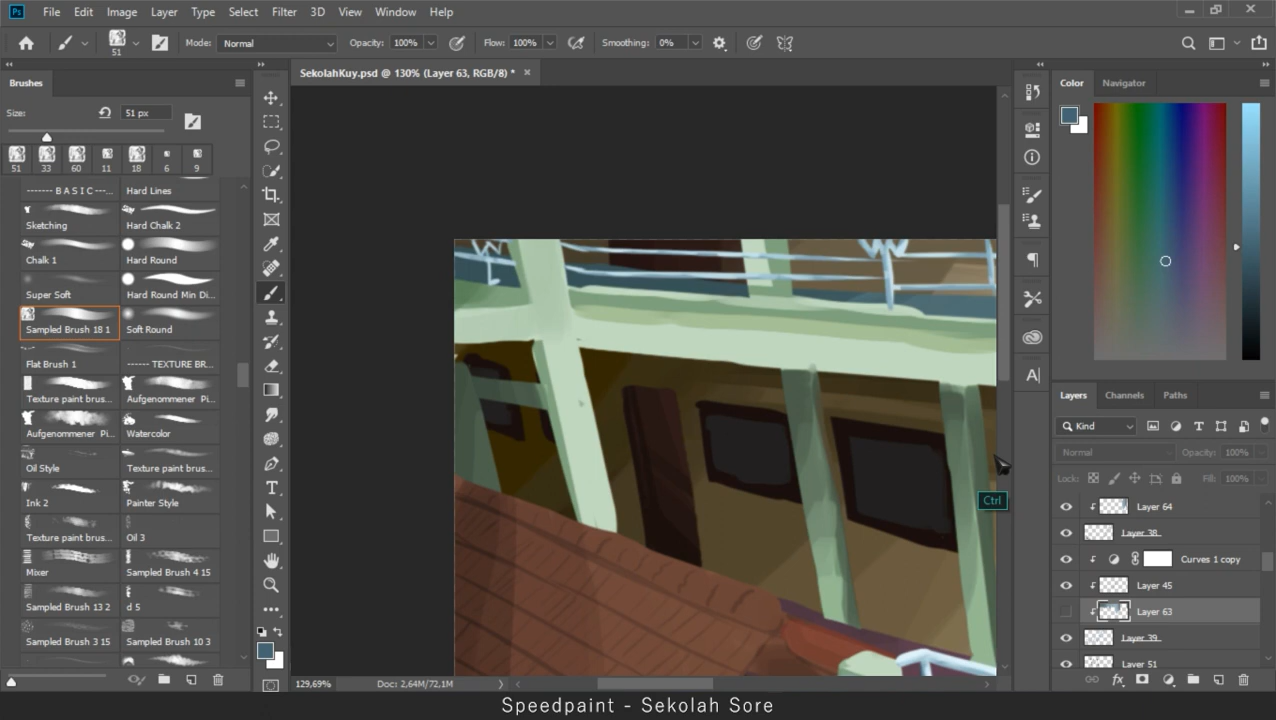 Ps File Edit Image Layer Type Select Filter 3D View Window Help
51 Mode: Normal Opacity: 100% Flow: 100% Smoothing: 0%
Brushes
SekolahKuy.psd @ 130% (Layer 63, RGB/8) *
Color Navigator
Size: 51 px
51 33 60 11 18 6 9
------- B A S I C ---... Hard Lines
Sketching Hard Chalk 2
Chalk 1 Hard Round
Super Soft Hard Round Min Di...
Sampled Brush 18 1 Soft Round
Flat Brush 1 ------ TEXTURE BR...
Texture paint brus... Aufgenommener Pi...
Aufgenommener Pi... Watercolor
Oil Style Texture paint brus...
Ink 2 Painter Style
Texture paint brus... Oil 3
Mixer Sampled Brush 4 15
Sampled Brush 13 2 d 5
Sampled Brush 3 15 Sampled Brush 10 3
Ctrl
Layers Channels Paths
Kind
Normal Opacity: 100%
Lock: Fill: 100%
Layer 64
Layer 38
Curves 1 copy
Layer 45
Layer 63
Layer 39
Layer 51
129,69% Doc: 2,64M/72,1M
Speedpaint - Sekolah Sore